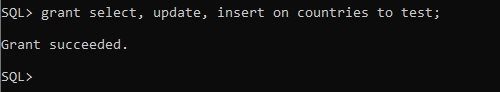 SQL> grant select, update, insert on countries to test;
Grant succeeded.
SQL>